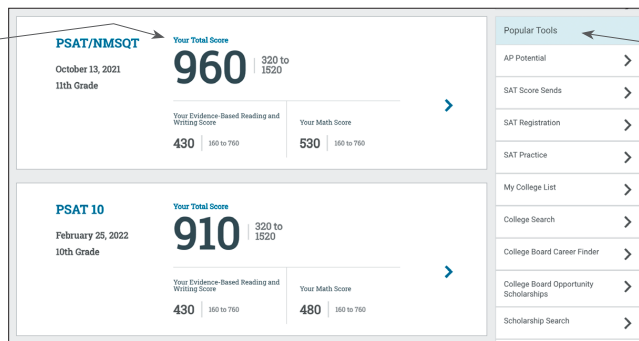 PSAT/NMSQT
October 13, 2021
11th Grade
Your Total Score
960
320 to
1520
Your Evidence-Based Reading and
Writing Score
430 | 160 to 760
Your Math Score
530 | 160 to 760
PSAT 10
February 25, 2022
10th Grade
Your Total Score
910
320 to
1520
Your Evidence-Based Reading and
Writing Score
430 | 160 to 760
Your Math Score
480 | 160 to 760
Popular Tools
AP Potential
SAT Score Sends
SAT Registration
SAT Practice
My College List
College Search
College Board Career Finder
College Board Opportunity
Scholarships
Scholarship Search